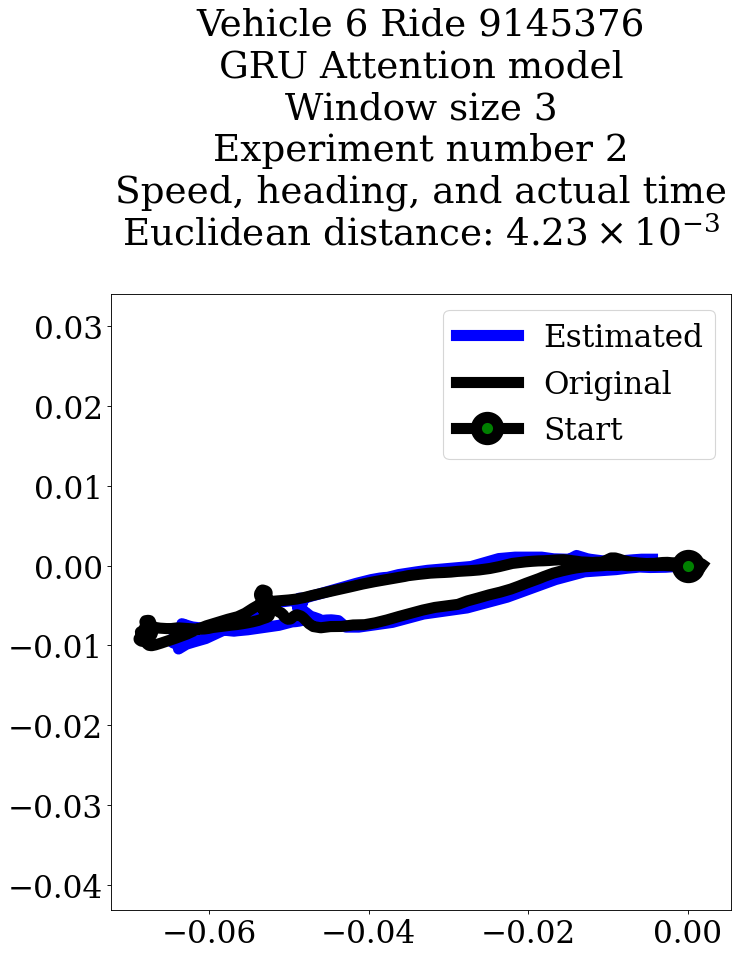 Vehicle 6 Ride 9145376
GRU Attention model
Window size 3
Experiment number 2
Speed, heading, and actual time
Euclidean distance: 4.23 × 10⁻³
Estimated
Original
Start
0.03
0.02
0.01
0.00
−0.01
−0.02
−0.03
−0.04
−0.06
−0.04
−0.02
0.00